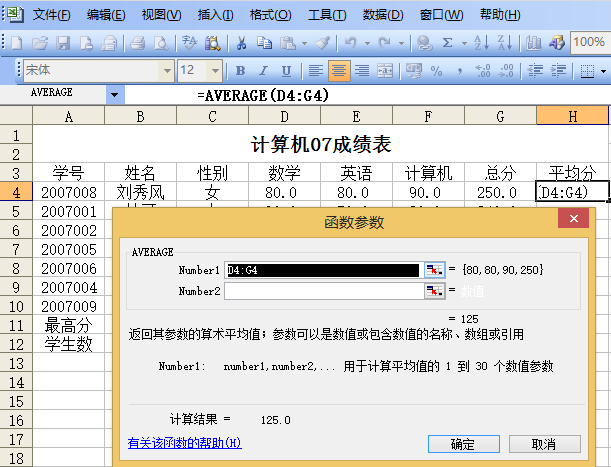 文件(F) 编辑(E) 视图(V) 插入(I) 格式(O) 工具(T) 数据(D) 窗口(W) 帮助(H)
100%
宋体 12 B I U
AVERAGE =AVERAGE(D4:G4)
A B C D E F G H
1 计算机07成绩表
2
3 学号 姓名 性别 数学 英语 计算机 总分 平均分
4 2007008 刘秀风 女 80.0 80.0 90.0 250.0 D4:G4)
5 2007001
6 2007002
7 2007005
8 2007006
9 2007004
10 2007009
11 最高分
12 学生数
13
14
15
16
17
18
函数参数
AVERAGE
Number1 D4:G4 = {80,80,90,250}
Number2 = 数值
= 125
返回其参数的算术平均值;参数可以是数值或包含数值的名称、数组或引用
Number1: number1,number2,... 用于计算平均值的 1 到 30 个数值参数
计算结果 = 125.0
有关该函数的帮助(H) 确定 取消